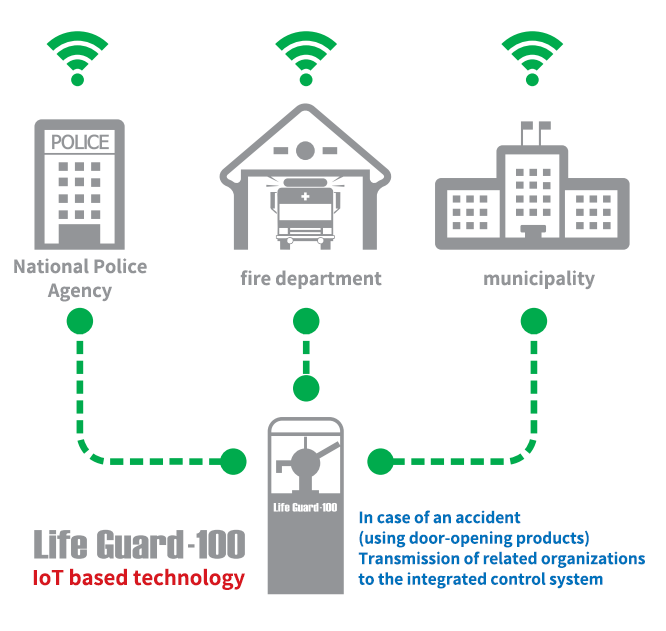 POLICE
National Police
Agency
fire department
municipality
Life Guard-100
Life Guard-100
IoT based technology
In case of an accident
(using door-opening products)
Transmission of related organizations
to the integrated control system